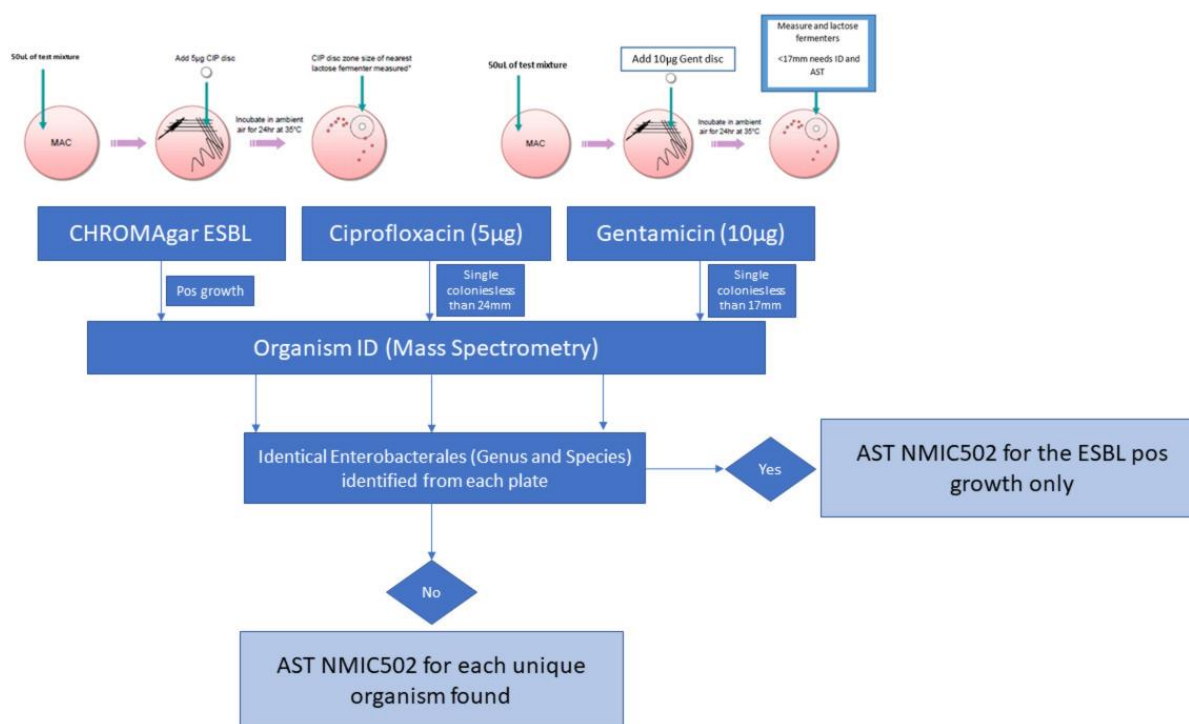 50uL of test mixture
MAC
Add 5µg CIP disc
Incubate in ambient
air for 24hr at 35°C
CIP disc zone size of nearest
lactose fermenter measured*
50uL of test mixture
MAC
Add 10µg Gent disc
Incubate in ambient
air for 24hr at 35°C
Measure and lactose
fermenters
<17mm needs ID and
AST
CHROMAgar ESBL
Ciprofloxacin (5µg)
Gentamicin (10µg)
Pos growth
Single
colonies less
than 24mm
Single
colonies less
than 17mm
Organism ID (Mass Spectrometry)
Identical Enterobacterales (Genus and Species)
identified from each plate
Yes
AST NMIC502 for the ESBL pos
growth only
No
AST NMIC502 for each unique
organism found